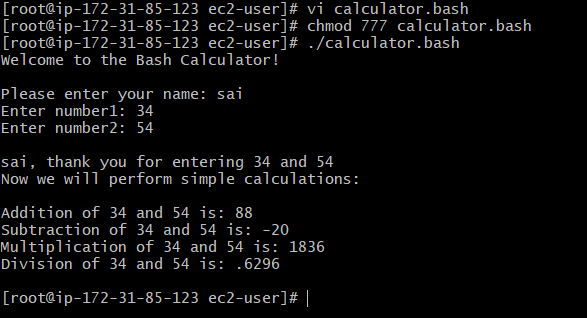 [root@ip-172-31-85-123 ec2-user]# vi calculator.bash
[root@ip-172-31-85-123 ec2-user]# chmod 777 calculator.bash
[root@ip-172-31-85-123 ec2-user]# ./calculator.bash
Welcome to the Bash Calculator!
Please enter your name: sai
Enter number1: 34
Enter number2: 54
sai, thank you for entering 34 and 54
Now we will perform simple calculations:
Addition of 34 and 54 is: 88
Subtraction of 34 and 54 is: -20
Multiplication of 34 and 54 is: 1836
Division of 34 and 54 is: .6296
[root@ip-172-31-85-123 ec2-user]#